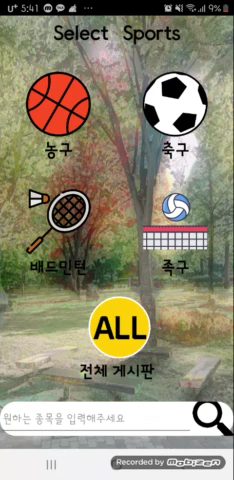 U+ 5:41 ... 9%
Select Sports
농구
축구
배드민턴
족구
ALL
전체 게시판
원하는 종목을 입력해주세요
Recorded by Mobizen